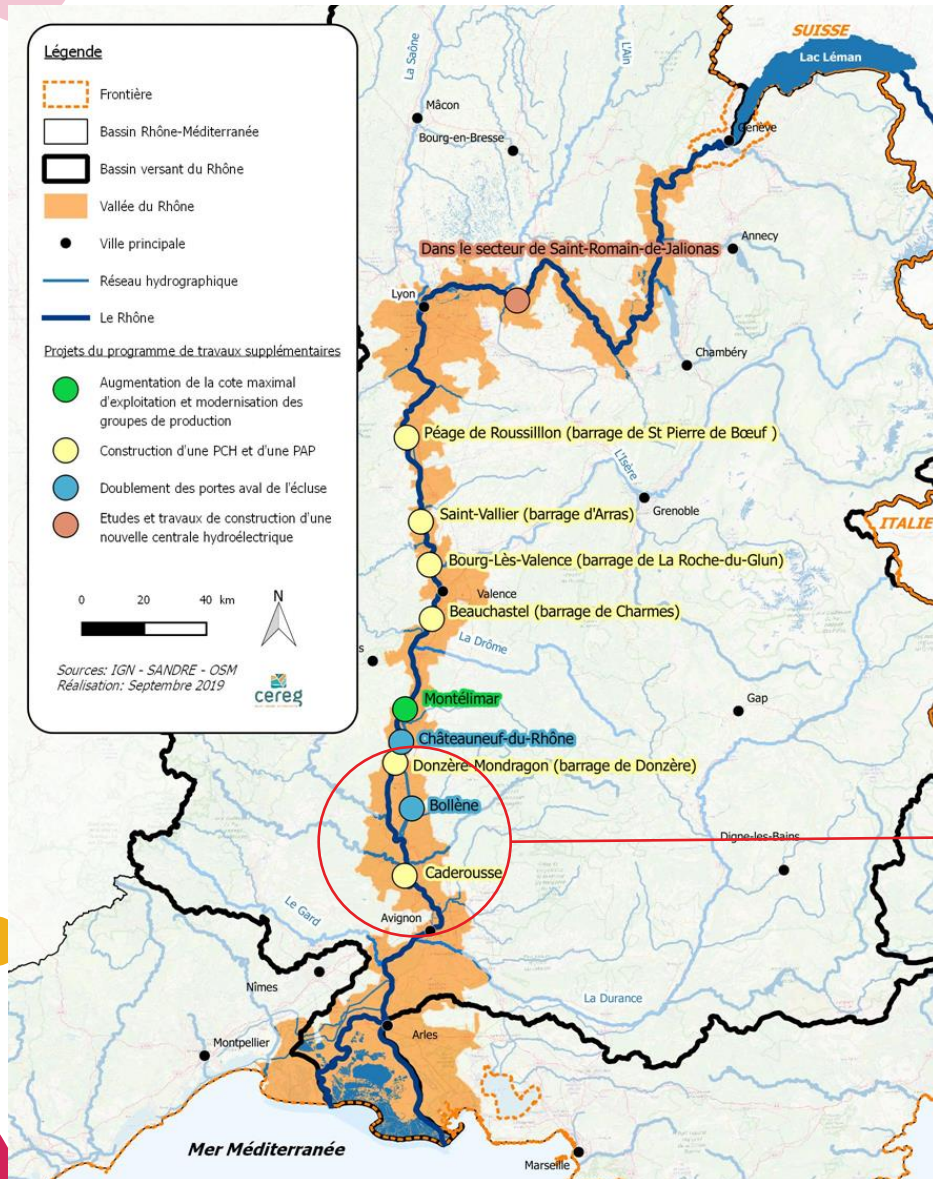 Légende
Frontière
Bassin Rhône-Méditerranée
Bassin versant du Rhône
Vallée du Rhône
Ville principale
Réseau hydrographique
Le Rhône
Projets du programme de travaux supplémentaires
Augmentation de la cote maximal
d'exploitation et modernisation des
groupes de production
Construction d'une PCH et d'une PAP
Doublement des portes aval de l'écluse
Etudes et travaux de construction d'une
nouvelle centrale hydroélectrique
0 20 40 km
N
Sources: IGN - SANDRE - OSM
Réalisation: Septembre 2019
cereg
SUISSE
Lac Léman
La Saône
L'Ain
Mâcon
Bourg-en-Bresse
Genève
Annecy
Dans le secteur de Saint-Romain-de-Jalionas
Lyon
Chambéry
Péage de Roussilllon (barrage de St Pierre de Bœuf )
L'Isère
Grenoble
ITALIE
Saint-Vallier (barrage d'Arras)
Bourg-Lès-Valence (barrage de La Roche-du-Glun)
Valence
Beauchastel (barrage de Charmes)
La Drôme
s
Gap
Montélimar
Châteauneuf-du-Rhône
Donzère-Mondragon (barrage de Donzère)
Bollène
Digne-les-Bains
Caderousse
Le Gard
Avignon
Nîmes
La Durance
Arles
Montpellier
Mer Méditerranée
Marseille